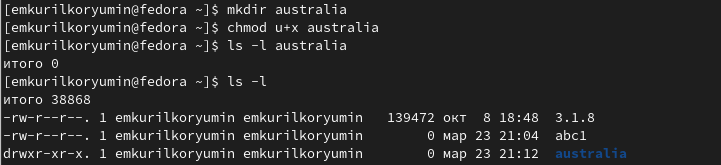 [emkurilkoryumin@fedora ~]$ mkdir australia
[emkurilkoryumin@fedora ~]$ chmod u+x australia
[emkurilkoryumin@fedora ~]$ ls -l australia
итого 0
[emkurilkoryumin@fedora ~]$ ls -l
итого 38868
-rw-r--r--. 1 emkurilkoryumin emkurilkoryumin   139472 окт  8 18:48  3.1.8
-rw-r--r--. 1 emkurilkoryumin emkurilkoryumin        0 мар 23 21:04  abc1
drwxr-xr-x. 1 emkurilkoryumin emkurilkoryumin        0 мар 23 21:12  australia